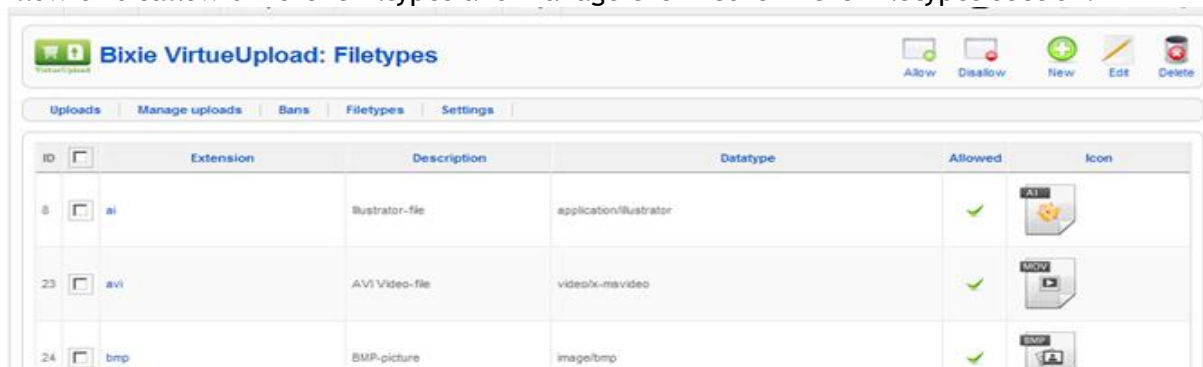 Bixie VirtueUpload: Filetypes
VirtueUpload
Allow Disallow New Edit Delete
Uploads Manage uploads Bans Filetypes Settings
ID Extension Description Datatype Allowed Icon
8 ai Illustrator-file application/illustrator AI
23 avi AVI Video-file video/x-msvideo MOV
24 bmp BMP-picture image/bmp BMP